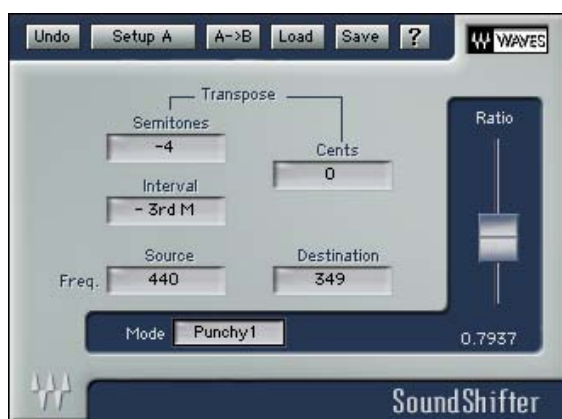 Undo Setup A A->B Load Save ? WAVES
Transpose
Semitones
-4
Cents
0
Interval
- 3rd M
Ratio
Source Destination
Freq. 440 349
Mode Punchy1
0.7937
SoundShifter